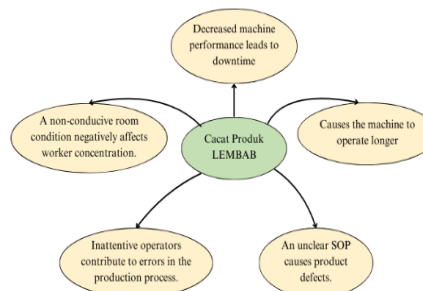 Decreased machine
performance leads to
downtime
A non-conducive room
condition negatively affects
worker concentration.
Cacat Produk
LEMBAB
Causes the machine to
operate longer
Inattentive operators
contribute to errors in the
production process.
An unclear SOP
causes product
defects.